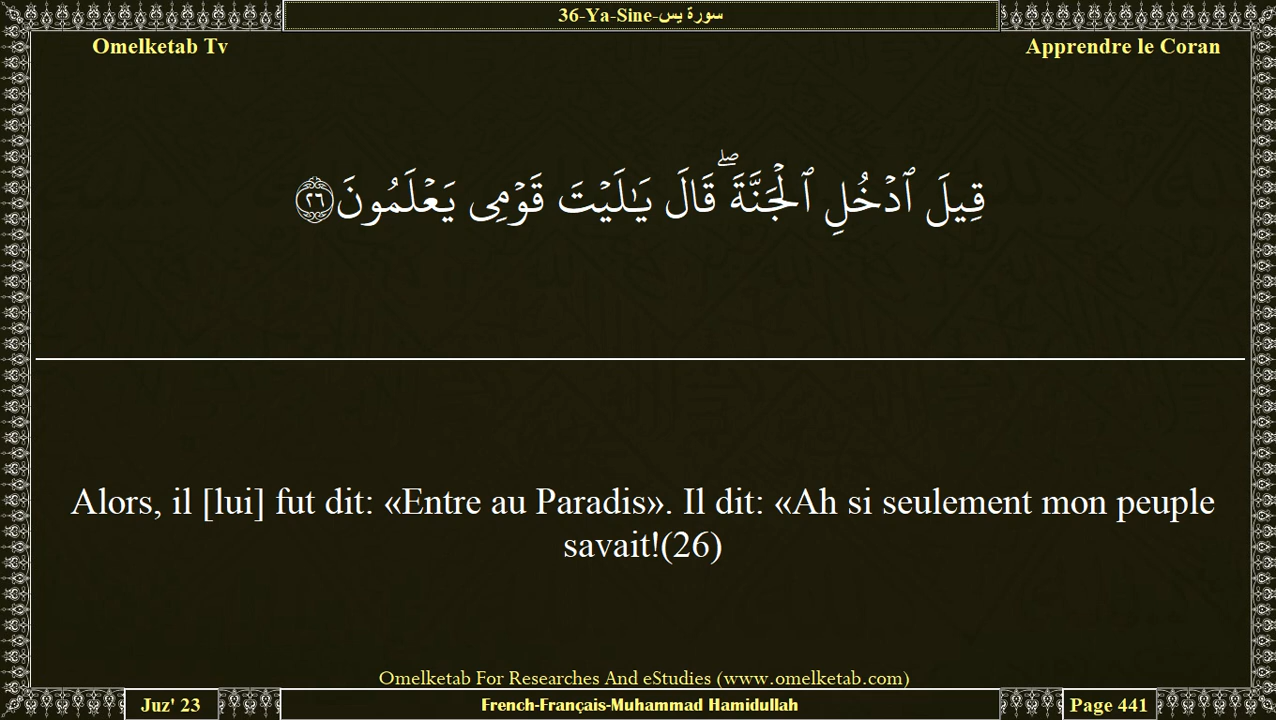 36-Ya-Sine-سورة يس
Omelketab Tv
Apprendre le Coran
قِيلَ ٱدۡخُلِ ٱلۡجَنَّةَۖ قَالَ يَٰلَيۡتَ قَوۡمِي يَعۡلَمُونَ ٢٦
Alors, il [lui] fut dit: «Entre au Paradis». Il dit: «Ah si seulement mon peuple
savait!(26)
Omelketab For Researches And eStudies (www.omelketab.com)
Juz' 23
French-Français-Muhammad Hamidullah
Page 441